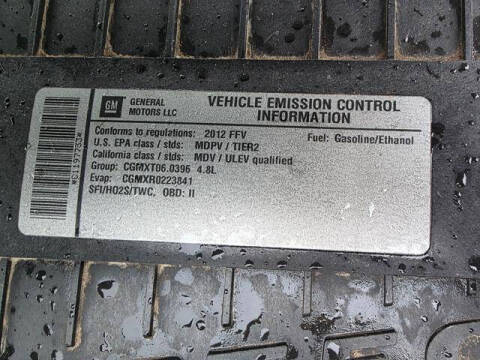 GM
GENERAL MOTORS LLC
VEHICLE EMISSION CONTROL
INFORMATION
Conforms to regulations: 2012 FFV Fuel: Gasoline/Ethanol
U.S. EPA class / stds: MDPV / TIER2
California class / stds: MDV / ULEV qualified
Group: CGMXT06.0396 4.8L
Evap: CGMXR0223841
SFI/HO2S/TWC, OBD: II